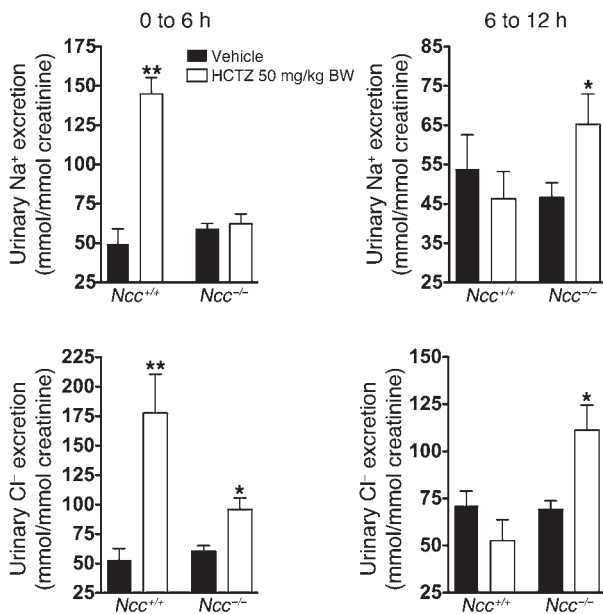 0 to 6 h
6 to 12 h
Urinary Na⁺ excretion
(mmol/mmol creatinine)
175
150
125
100
75
50
25
**
Vehicle
HCTZ 50 mg/kg BW
Ncc⁺/⁺
Ncc⁻/⁻
Urinary Na⁺ excretion
(mmol/mmol creatinine)
85
75
65
55
45
35
25
*
Ncc⁺/⁺
Ncc⁻/⁻
Urinary Cl⁻ excretion
(mmol/mmol creatinine)
225
200
175
150
125
100
75
50
25
**
*
Ncc⁺/⁺
Ncc⁻/⁻
Urinary Cl⁻ excretion
(mmol/mmol creatinine)
150
125
100
75
50
25
*
Ncc⁺/⁺
Ncc⁻/⁻